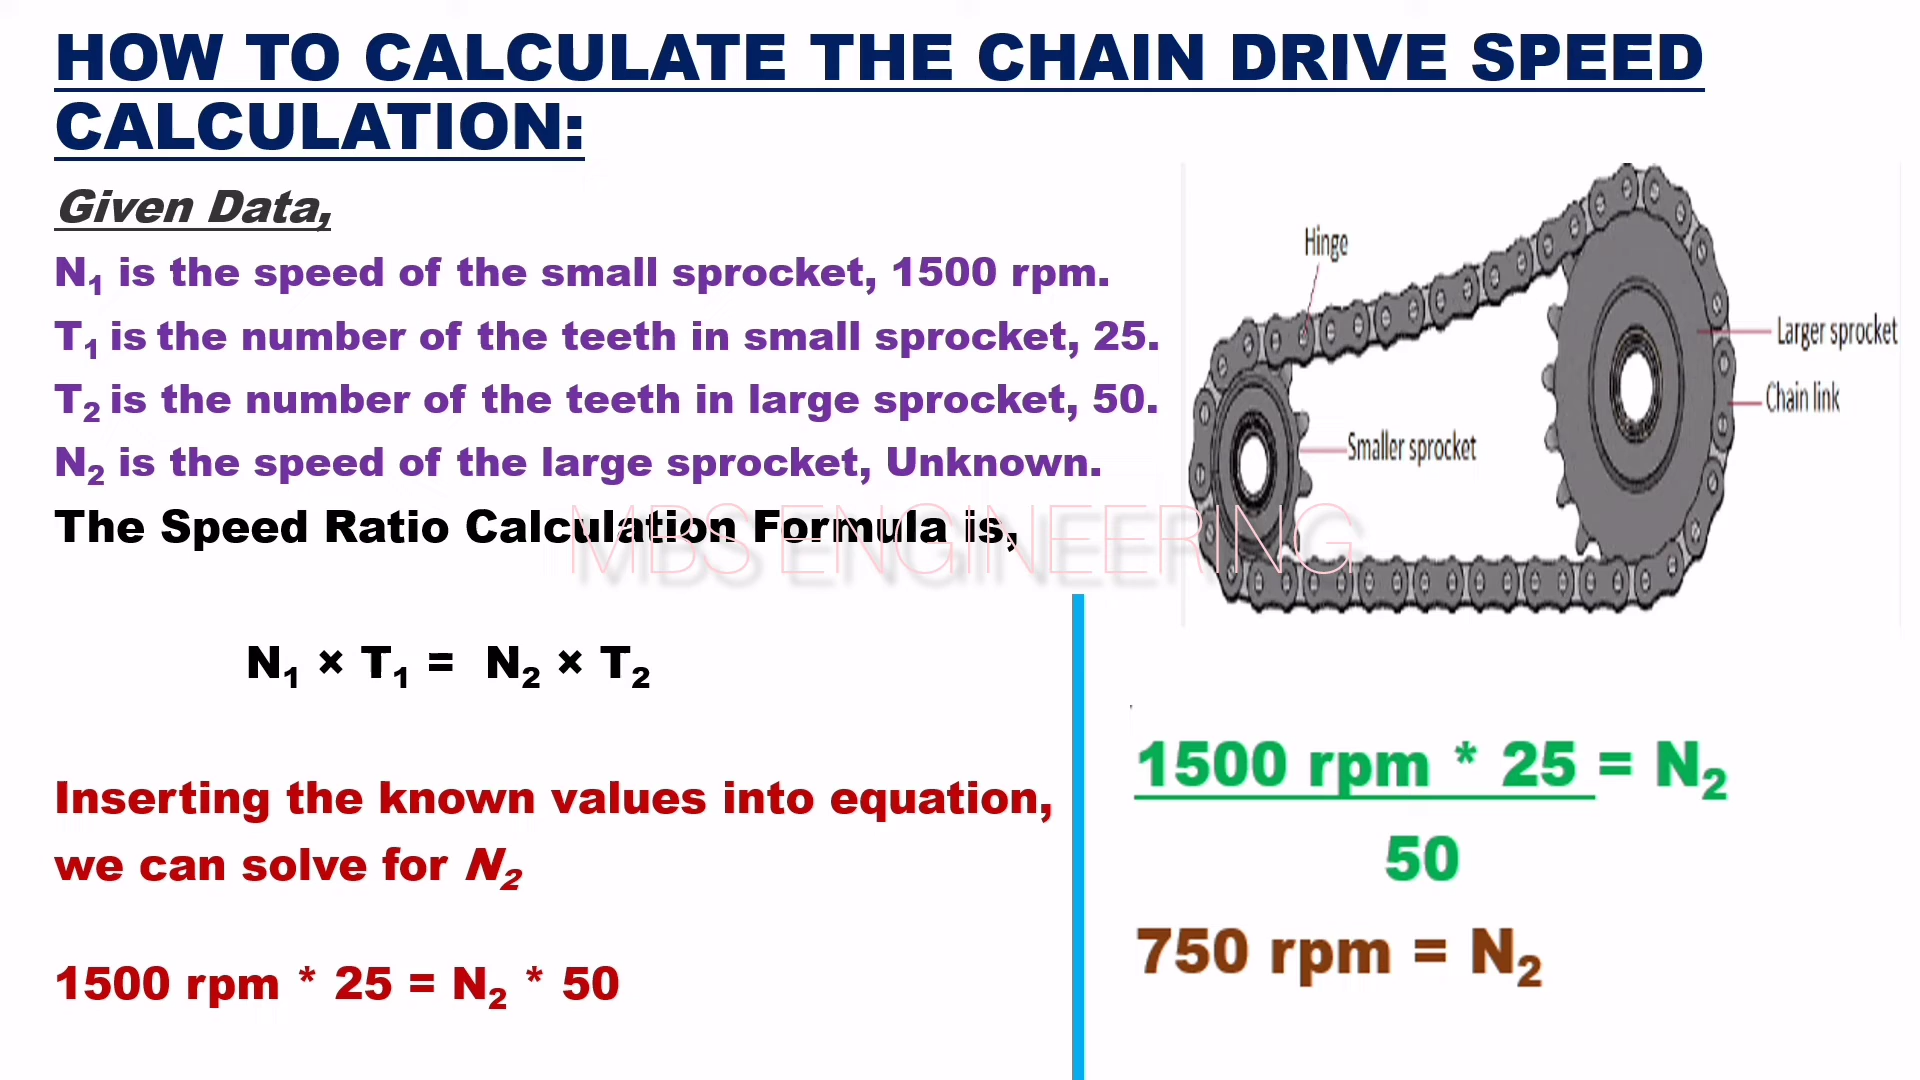 HOW TO CALCULATE THE CHAIN DRIVE SPEED
CALCULATION:
Given Data,
N₁ is the speed of the small sprocket, 1500 rpm.
T₁ is the number of the teeth in small sprocket, 25.
T₂ is the number of the teeth in large sprocket, 50.
N₂ is the speed of the large sprocket, Unknown.
The Speed Ratio Calculation Formula is,
MBS ENGINEERING
N₁ × T₁ = N₂ × T₂
Inserting the known values into equation,
we can solve for N₂
1500 rpm * 25 = N₂ * 50
Hinge
Larger sprocket
Chain link
Smaller sprocket
1500 rpm * 25 = N₂
50
750 rpm = N₂